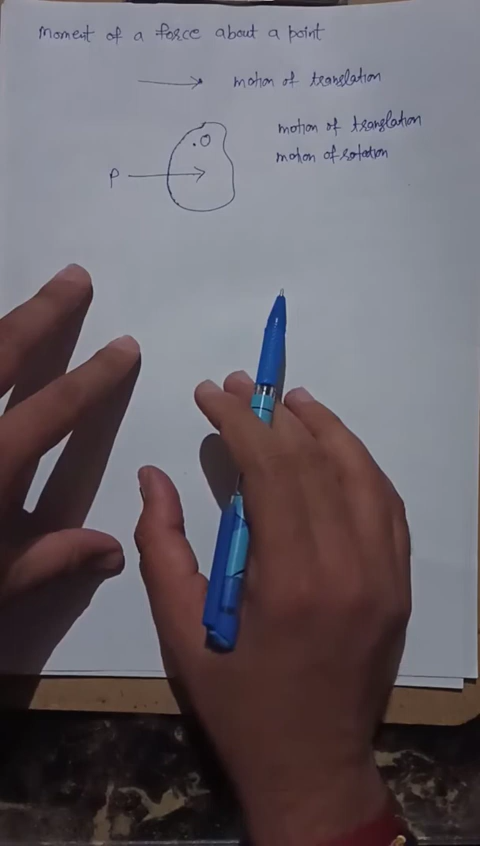 Moment of a force about a point
motion of translation
motion of translation
motion of rotation
O
P